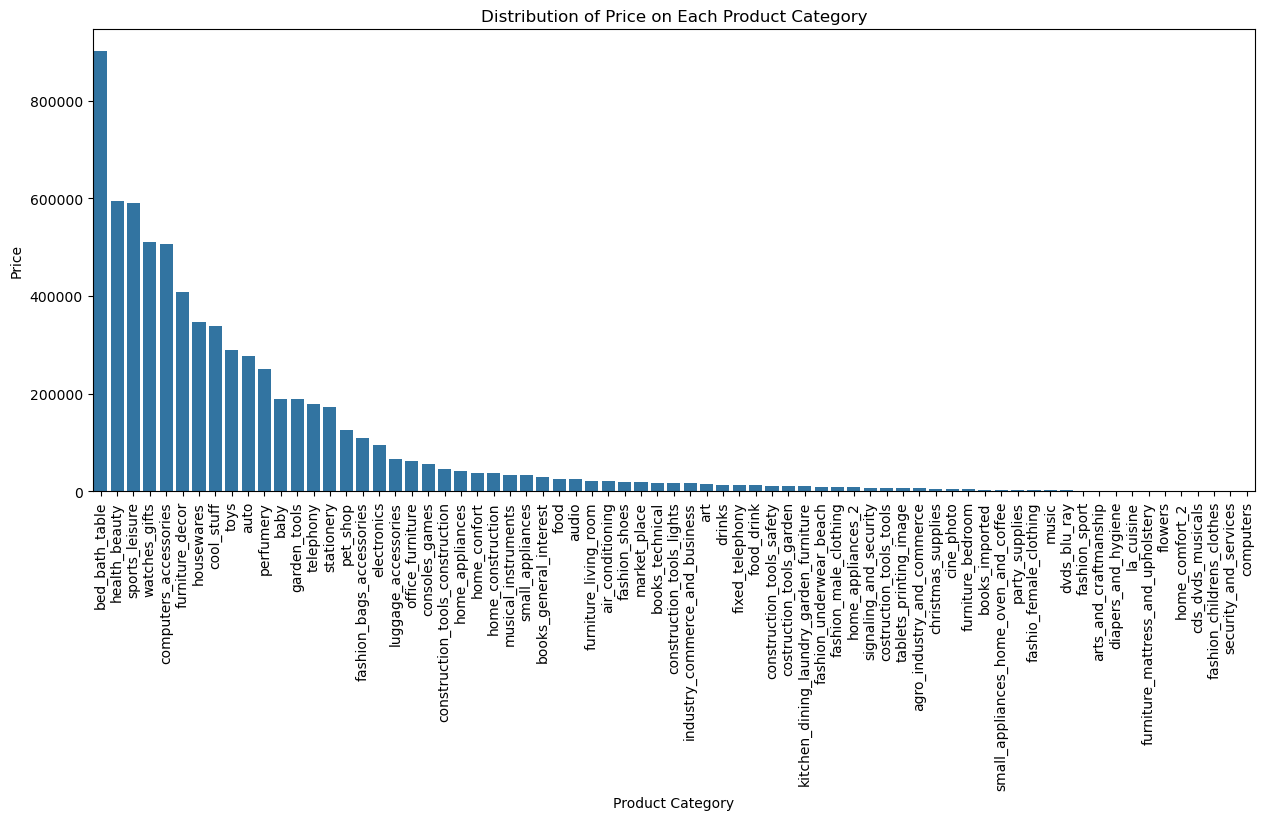 Distribution of Price on Each Product Category
Price
800000
600000
400000
200000
0
bed_bath_table
health_beauty
sports_leisure
watches_gifts
computers_accessories
furniture_decor
housewares
cool_stuff
toys
auto
perfumery
baby
garden_tools
telephony
stationery
pet_shop
fashion_bags_accessories
electronics
luggage_accessories
office_furniture
consoles_games
construction_tools_construction
home_appliances
home_confort
home_construction
musical_instruments
small_appliances
books_general_interest
food
audio
furniture_living_room
air_conditioning
fashion_shoes
market_place
books_technical
construction_tools_lights
industry_commerce_and_business
art
drinks
fixed_telephony
food_drink
construction_tools_safety
costruction_tools_garden
kitchen_dining_laundry_garden_furniture
fashion_underwear_beach
fashion_male_clothing
home_appliances_2
signaling_and_security
costruction_tools_tools
tablets_printing_image
agro_industry_and_commerce
christmas_supplies
cine_photo
furniture_bedroom
books_imported
small_appliances_home_oven_and_coffee
party_supplies
fashio_female_clothing
music
dvds_blu_ray
fashion_sport
arts_and_craftmanship
diapers_and_hygiene
la_cuisine
furniture_mattress_and_upholstery
flowers
home_comfort_2
cds_dvds_musicals
fashion_childrens_clothes
security_and_services
computers
Product Category